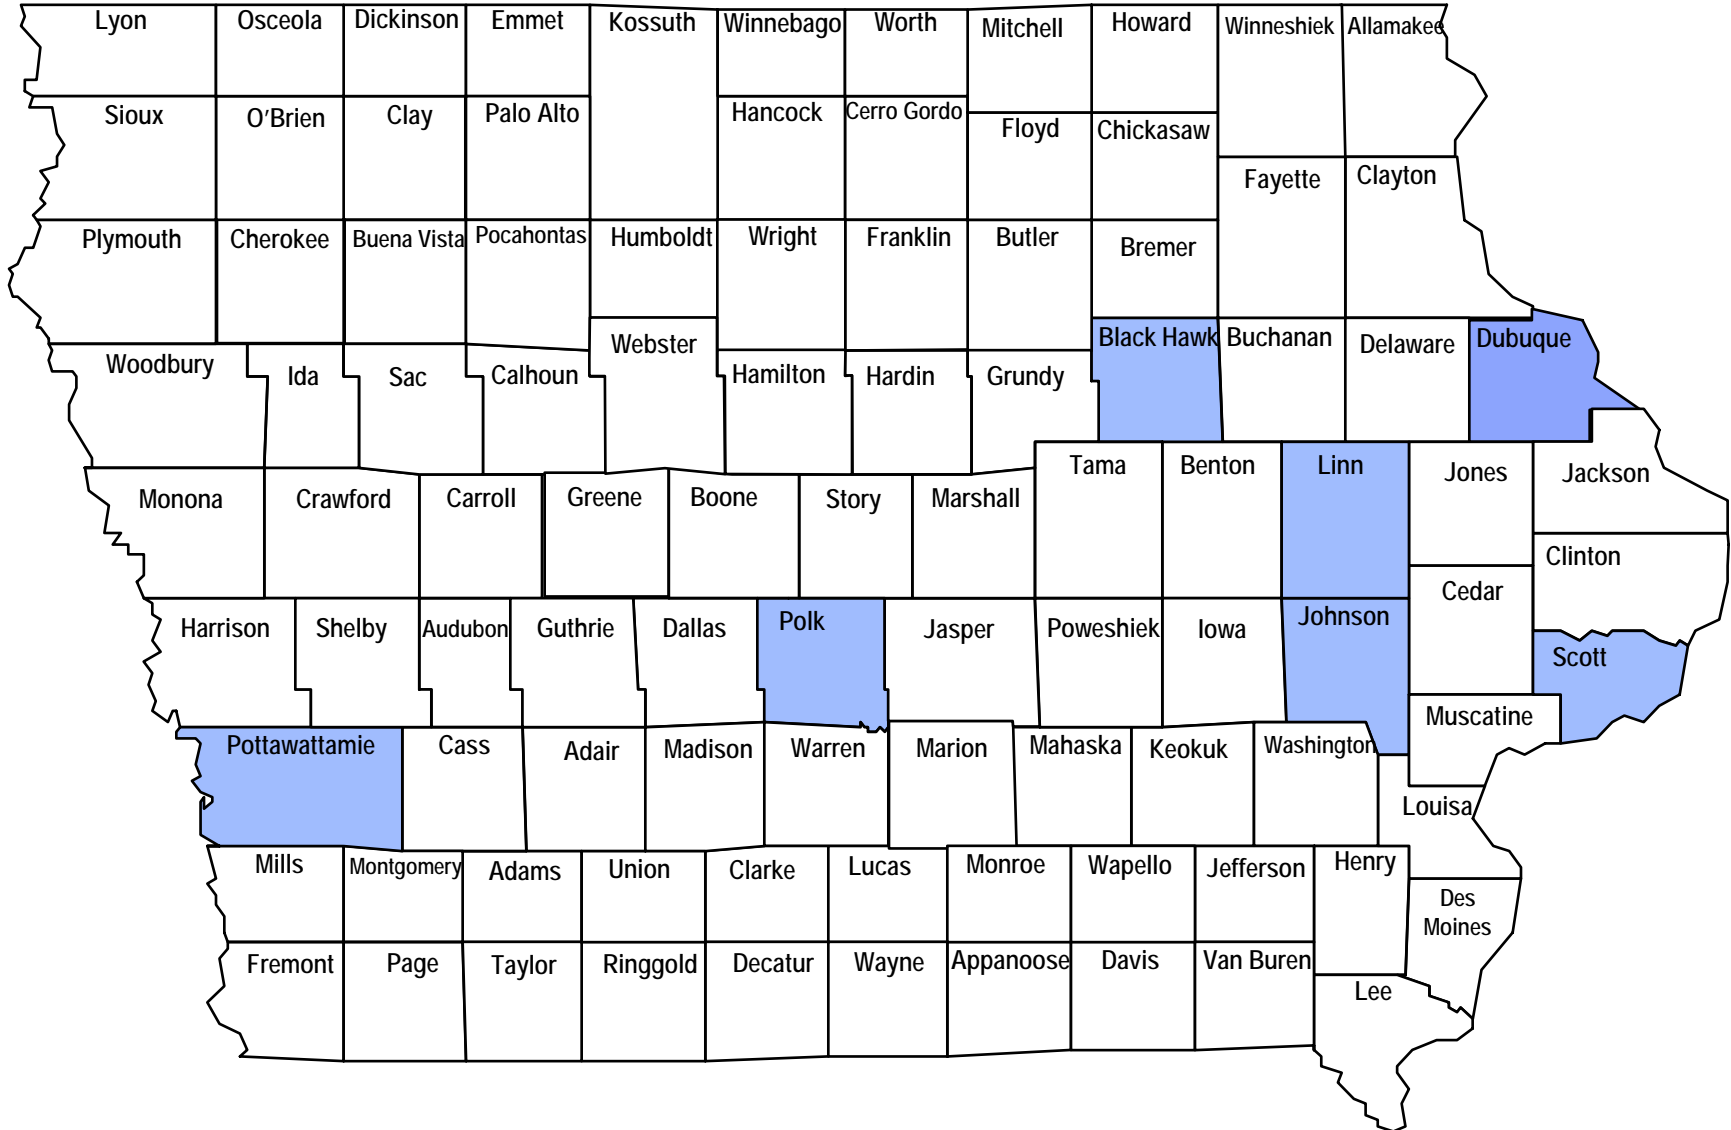 Lyon
Osceola
Dickinson
Emmet
Kossuth
Winnebago
Worth
Mitchell
Howard
Winneshiek
Allamakee
Sioux
O'Brien
Clay
Palo Alto
Hancock
Cerro Gordo
Floyd
Chickasaw
Fayette
Clayton
Plymouth
Cherokee
Buena Vista
Pocahontas
Humboldt
Wright
Franklin
Butler
Bremer
Woodbury
Ida
Sac
Calhoun
Webster
Hamilton
Hardin
Grundy
Black Hawk
Buchanan
Delaware
Dubuque
Monona
Crawford
Carroll
Greene
Boone
Story
Marshall
Tama
Benton
Linn
Jones
Jackson
Clinton
Cedar
Harrison
Shelby
Audubon
Guthrie
Dallas
Polk
Jasper
Poweshiek
Iowa
Johnson
Scott
Muscatine
Pottawattamie
Cass
Adair
Madison
Warren
Marion
Mahaska
Keokuk
Washington
Louisa
Mills
Montgomery
Adams
Union
Clarke
Lucas
Monroe
Wapello
Jefferson
Henry
Des
Moines
Fremont
Page
Taylor
Ringgold
Decatur
Wayne
Appanoose
Davis
Van Buren
Lee